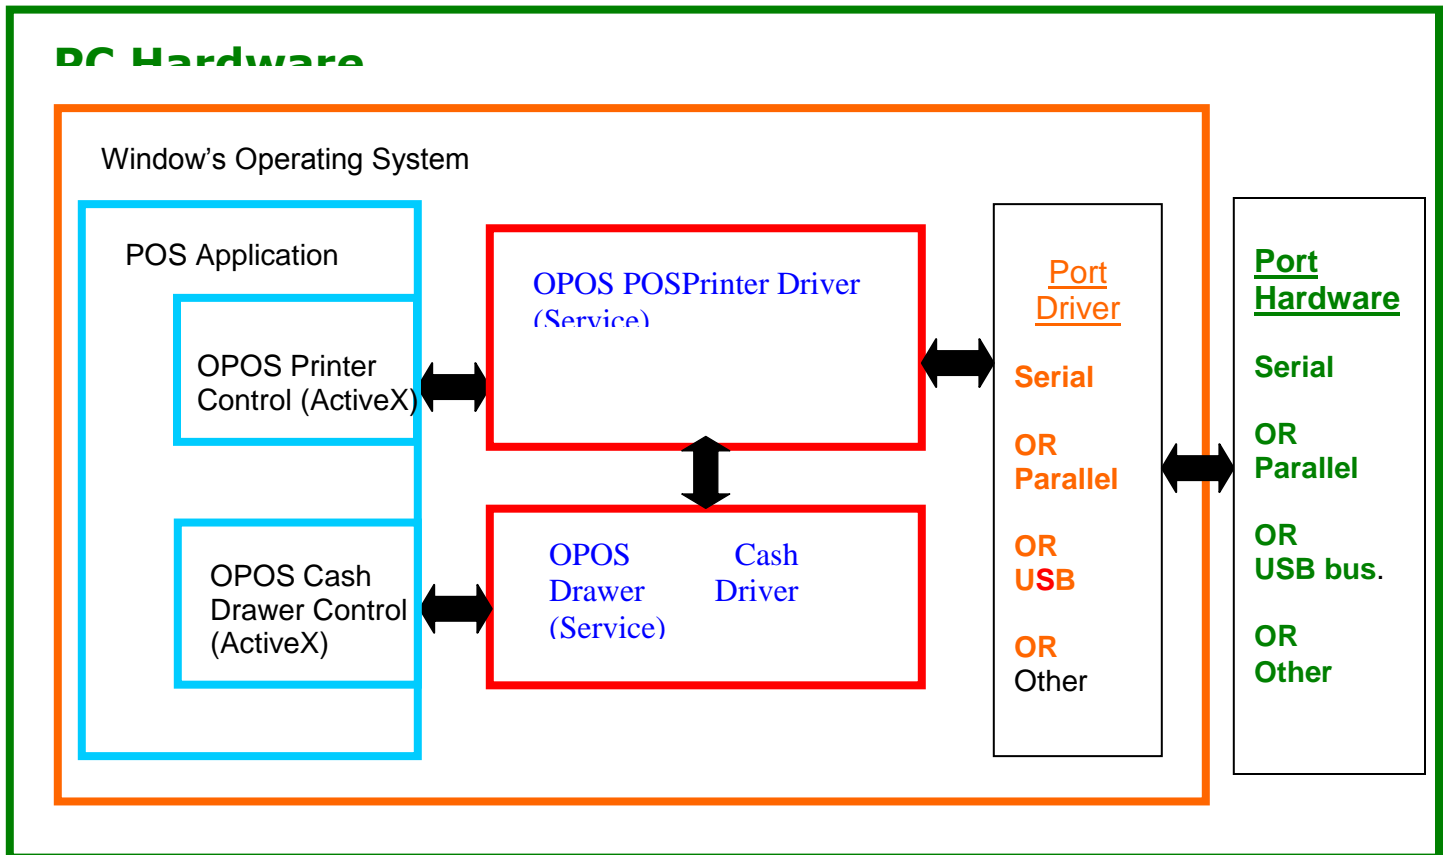 PC Hardware
Window’s Operating System
POS Application
OPOS Printer
Control (ActiveX)
OPOS Cash
Drawer Control
(ActiveX)
OPOS POSPrinter Driver
(Service)
OPOS Cash
Drawer Driver
(Service)
Port
Driver
Serial
OR
Parallel
OR
USB
OR
Other
Port
Hardware
Serial
OR
Parallel
OR
USB bus.
OR
Other